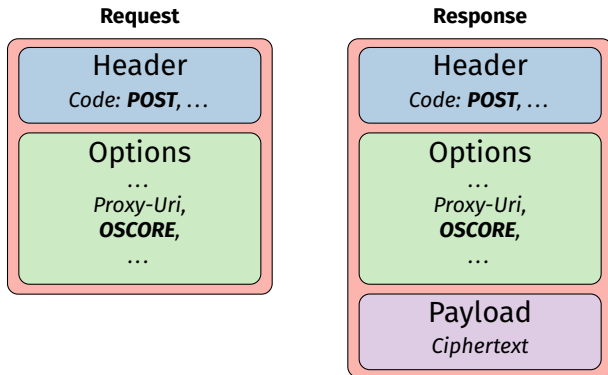 Request
Header
Code: POST, …
Options
…
Proxy-Uri,
OSCORE,
…
Response
Header
Code: POST, …
Options
…
Proxy-Uri,
OSCORE,
…
Payload
Ciphertext